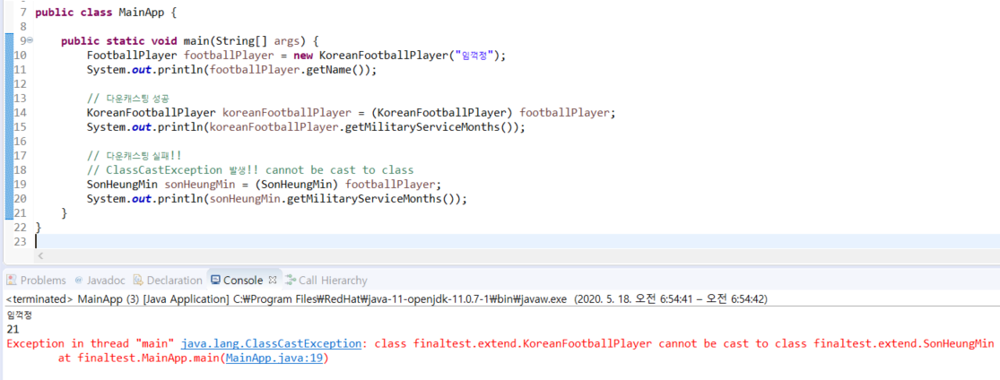 7 public class MainApp {
8
9 public static void main(String[] args) {
10 FootballPlayer footballPlayer = new KoreanFootballPlayer("임꺽정");
11 System.out.println(footballPlayer.getName());
12
13 // 다운캐스팅 성공
14 KoreanFootballPlayer koreanFootballPlayer = (KoreanFootballPlayer) footballPlayer;
15 System.out.println(koreanFootballPlayer.getMilitaryServiceMonths());
16
17 // 다운캐스팅 실패!!
18 // ClassCastException 발생!! cannot be cast to class
19 SonHeungMin sonHeungMin = (SonHeungMin) footballPlayer;
20 System.out.println(sonHeungMin.getMilitaryServiceMonths());
21 }
22 }
23
Problems @ Javadoc Declaration Console Call Hierarchy
<terminated> MainApp (3) [Java Application] C:₩Program Files₩RedHat₩java-11-openjdk-11.0.7-1₩bin₩javaw.exe (2020. 5. 18. 오전 6:54:41 – 오전 6:54:42)
임꺽정
21
Exception in thread "main" java.lang.ClassCastException: class finaltest.extend.KoreanFootballPlayer cannot be cast to class finaltest.extend.SonHeungMin
at finaltest.MainApp.main(MainApp.java:19)